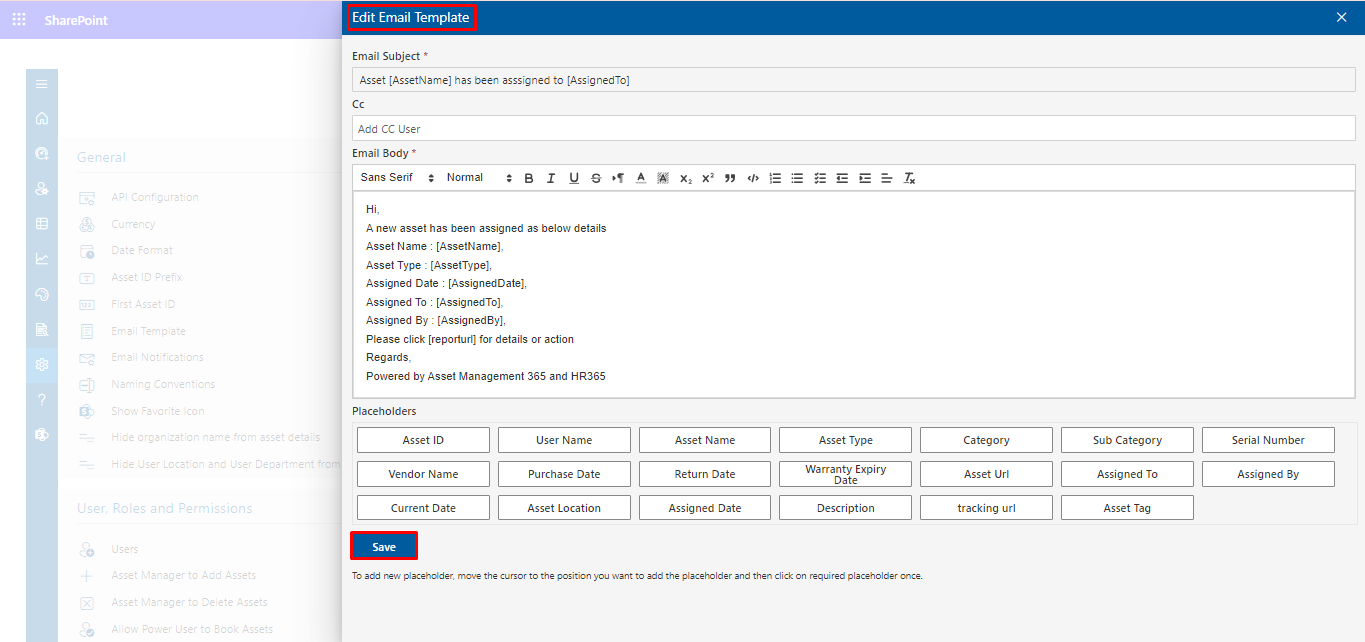 SharePoint
Edit Email Template
General
API Configuration
Currency
Date Format
Asset ID Prefix
First Asset ID
Email Template
Email Notifications
Naming Conventions
Show Favorite Icon
Hide organization name from asset details
Hide User Location and User Department from
User, Roles and Permissions
Users
Asset Manager to Add Assets
Asset Manager to Delete Assets
Allow Power User to Book Assets
Email Subject *
Asset [AssetName] has been asssigned to [AssignedTo]
Cc
Add CC User
Email Body *
Sans Serif Normal
Hi,
A new asset has been assigned as below details
Asset Name : [AssetName],
Asset Type : [AssetType],
Assigned Date : [AssignedDate],
Assigned To : [AssignedTo],
Assigned By : [AssignedBy],
Please click [reporturl] for details or action
Regards,
Powered by Asset Management 365 and HR365
Placeholders
Asset ID User Name Asset Name Asset Type Category Sub Category Serial Number
Vendor Name Purchase Date Return Date Warranty Expiry Date Asset Url Assigned To Assigned By
Current Date Asset Location Assigned Date Description tracking url Asset Tag
Save
To add new placeholder, move the cursor to the position you want to add the placeholder and then click on required placeholder once.